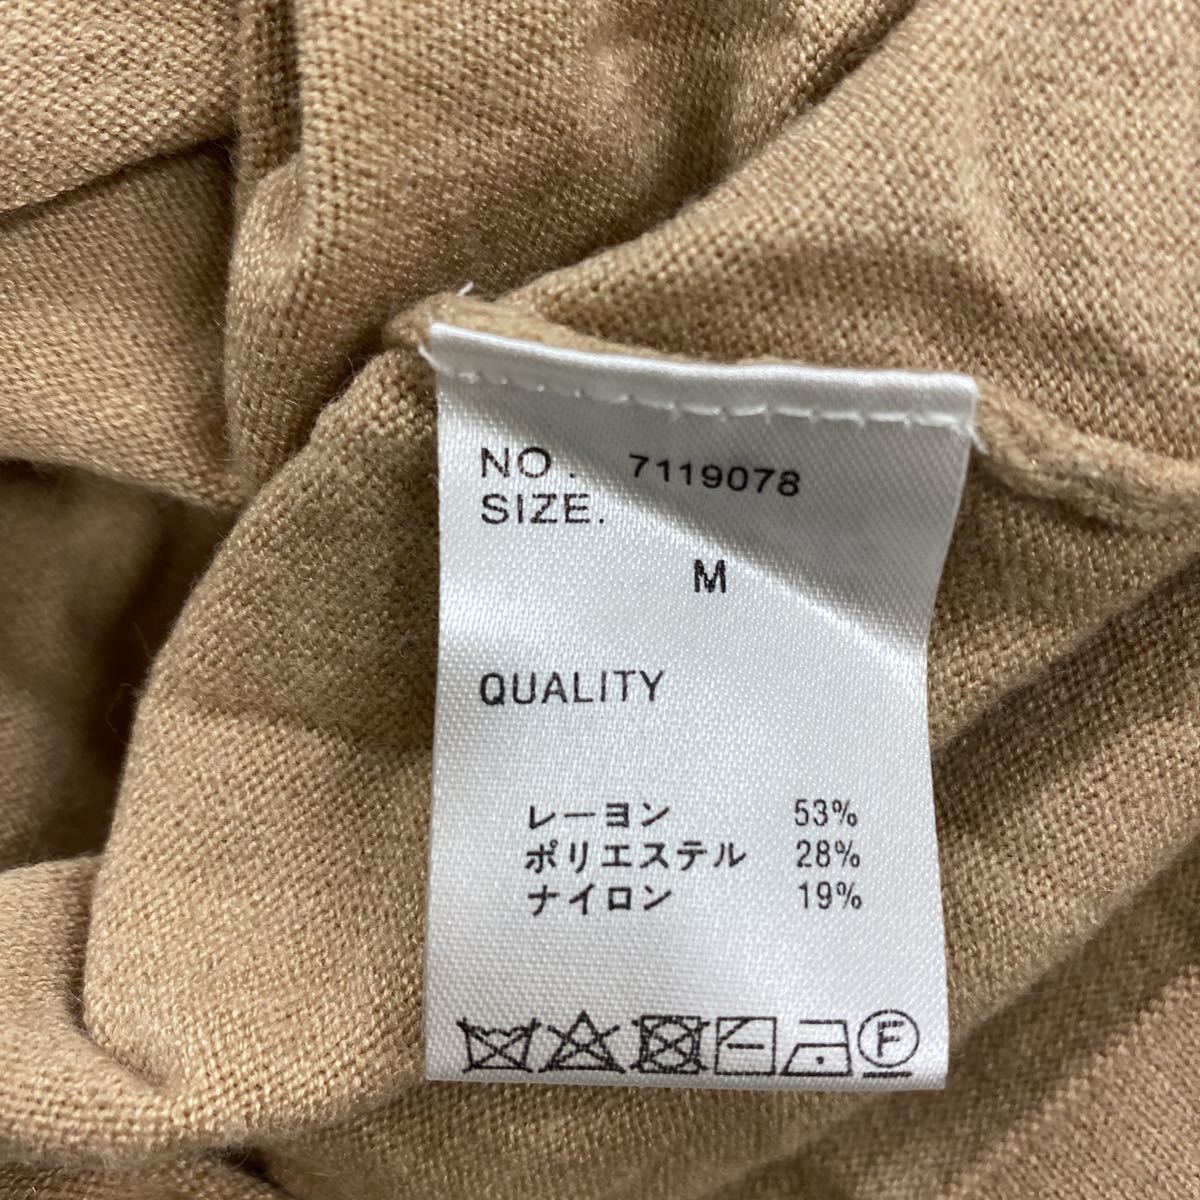 NO. 7119078
SIZE.
M
QUALITY
レーヨン 53%
ポリエステル 28%
ナイロン 19%
F